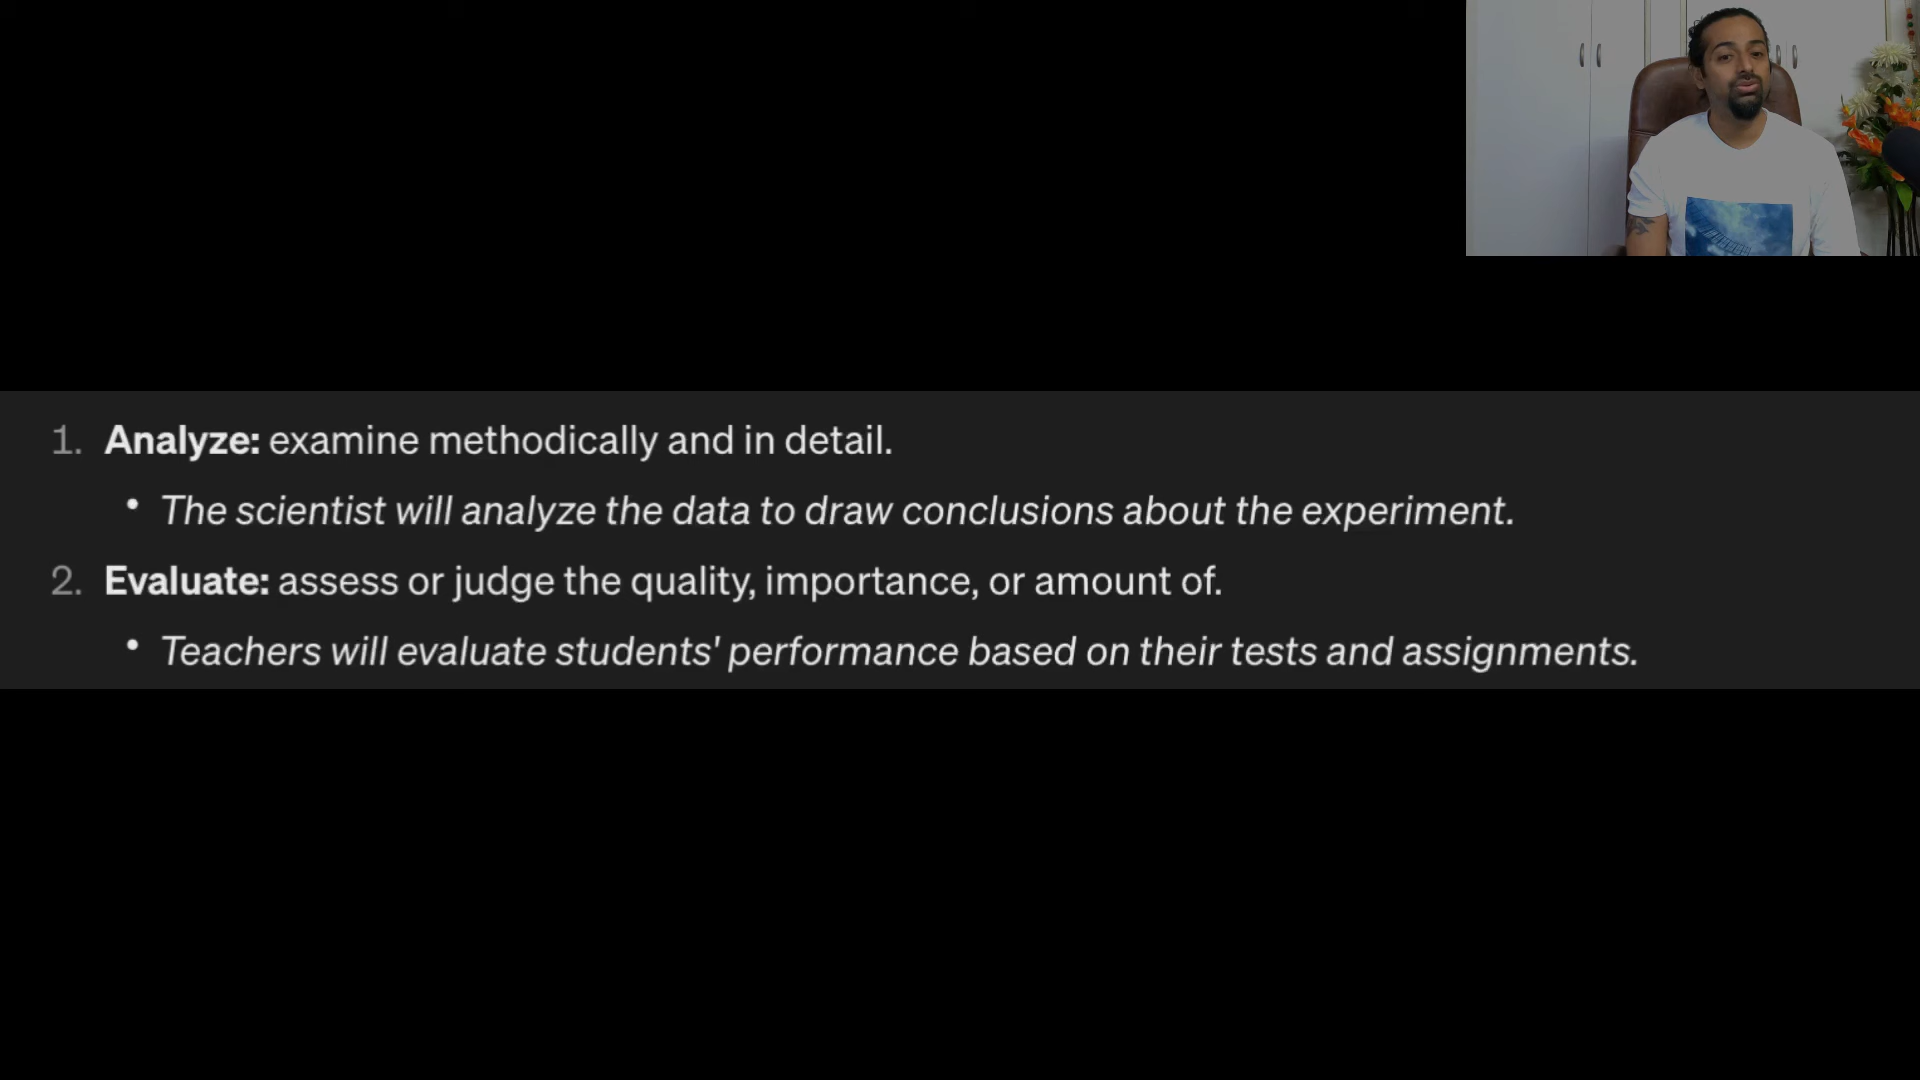 1. Analyze: examine methodically and in detail.
• The scientist will analyze the data to draw conclusions about the experiment.
2. Evaluate: assess or judge the quality, importance, or amount of.
• Teachers will evaluate students' performance based on their tests and assignments.